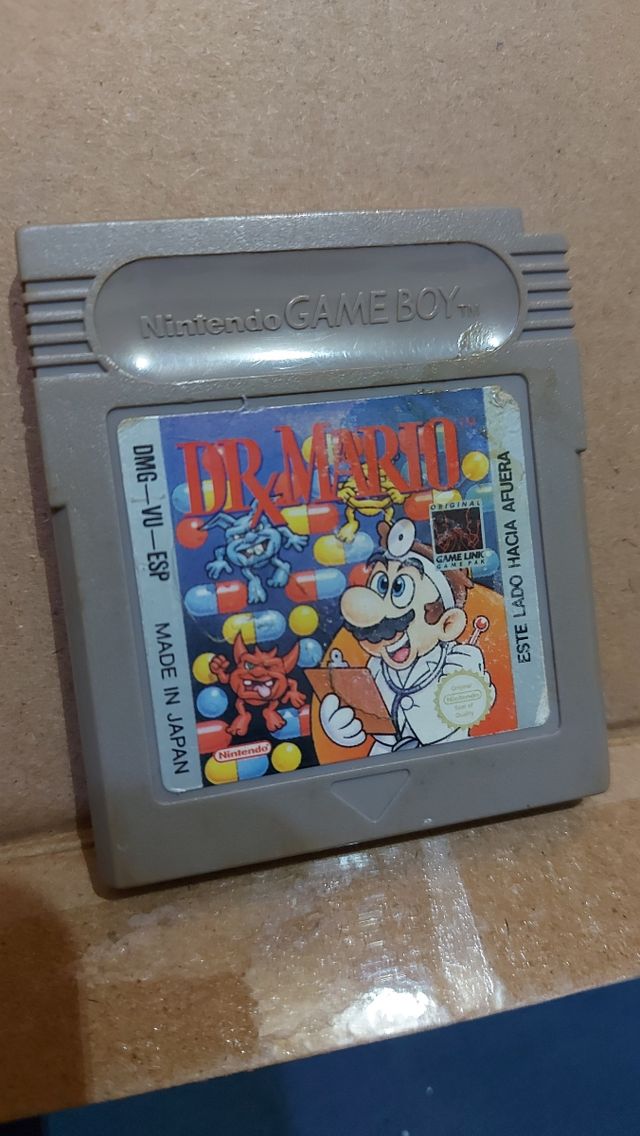 Nintendo GAME BOY TM
DR. MARIO
DMG-VU-ESP MADE IN JAPAN
ORIGINAL
GAME LINK
GAME PAK
ESTE LADO HACIA AFUERA
Original
Nintendo
Seal of
Quality
Nintendo